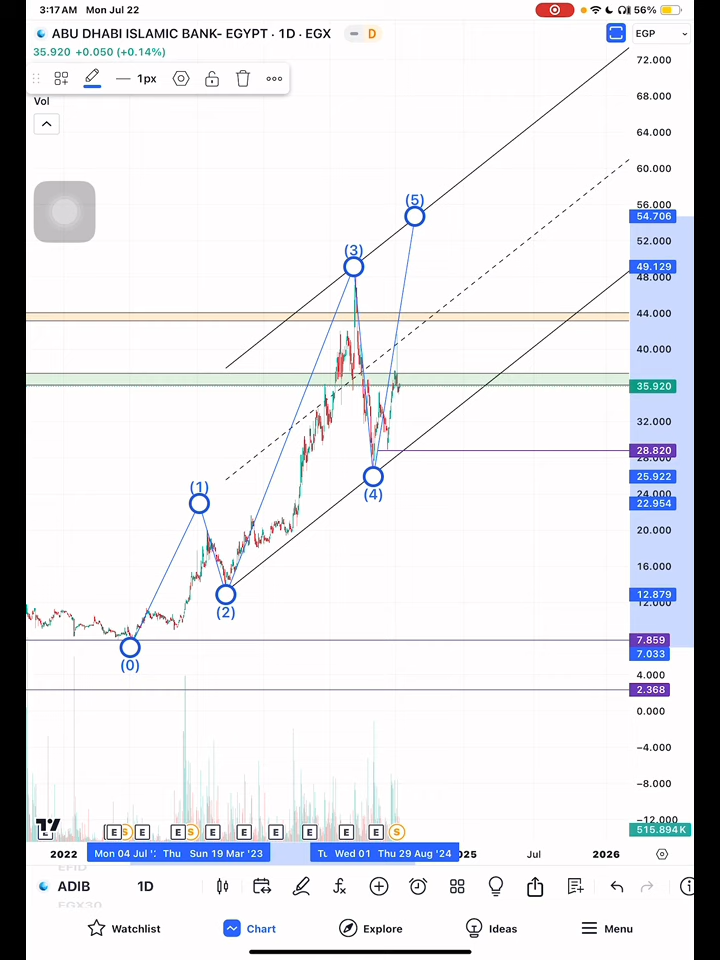 3:17 AM Mon Jul 22
56%
ABU DHABI ISLAMIC BANK- EGYPT · 1D · EGX
D
EGP
35.920 +0.050 (+0.14%)
1px
Vol
72.000
68.000
64.000
60.000
56.000
(5)
54.706
52.000
(3)
49.129
48.000
44.000
40.000
35.920
32.000
28.820
28.000
25.922
(1)
(4)
24.000
22.954
20.000
16.000
12.879
(2)
12.000
7.859
(0)
7.033
4.000
2.368
0.000
−4.000
−8.000
−12.000
E E S E E S E E E E E E S
515.894K
2022
Mon 04 Jul '2
Thu
Sun 19 Mar '23
Tu
Wed 01
Thu 29 Aug '24
2025
Jul
2026
EFID
ADIB
1D
EGX30
Watchlist
Chart
Explore
Ideas
Menu